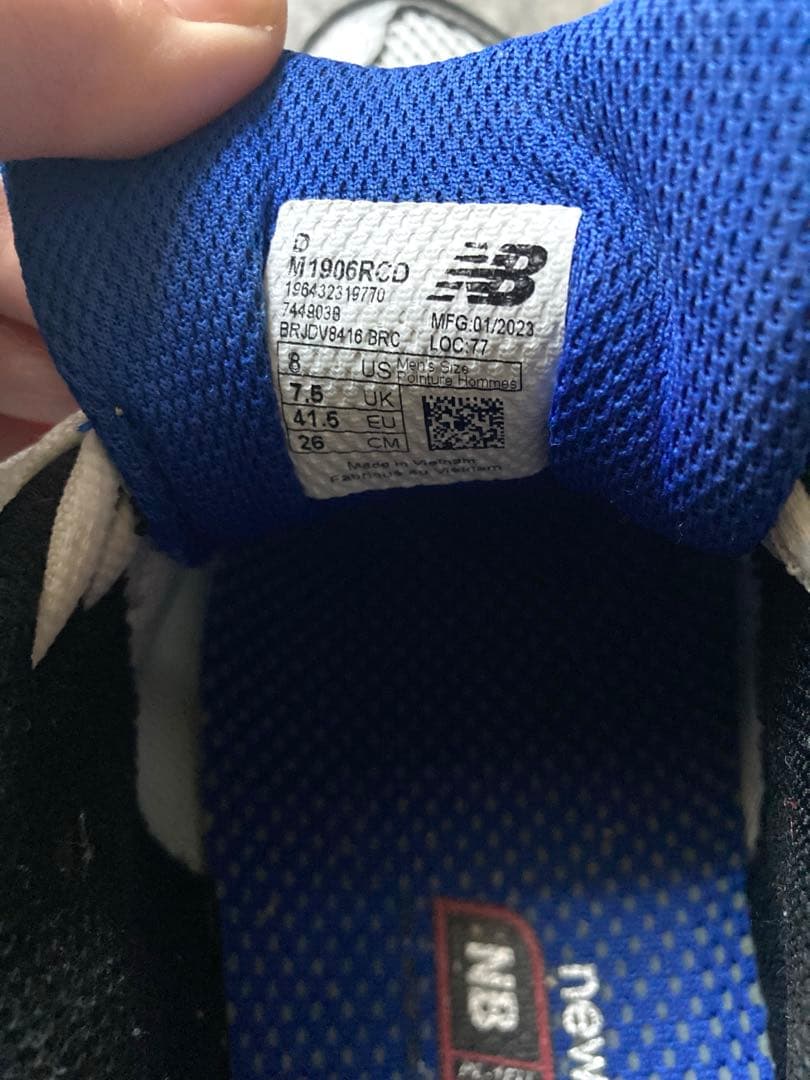 D
M1906RCD
196432319770
7449038
BRJDV8416 BRC
NB
MFG:01/2023
LOC:77
8 US Men's Size
Pointure Hommes
7.5 UK
41.5 EU
26 CM
Made in Vietnam
Fabriqué au Vietnam
NB
new